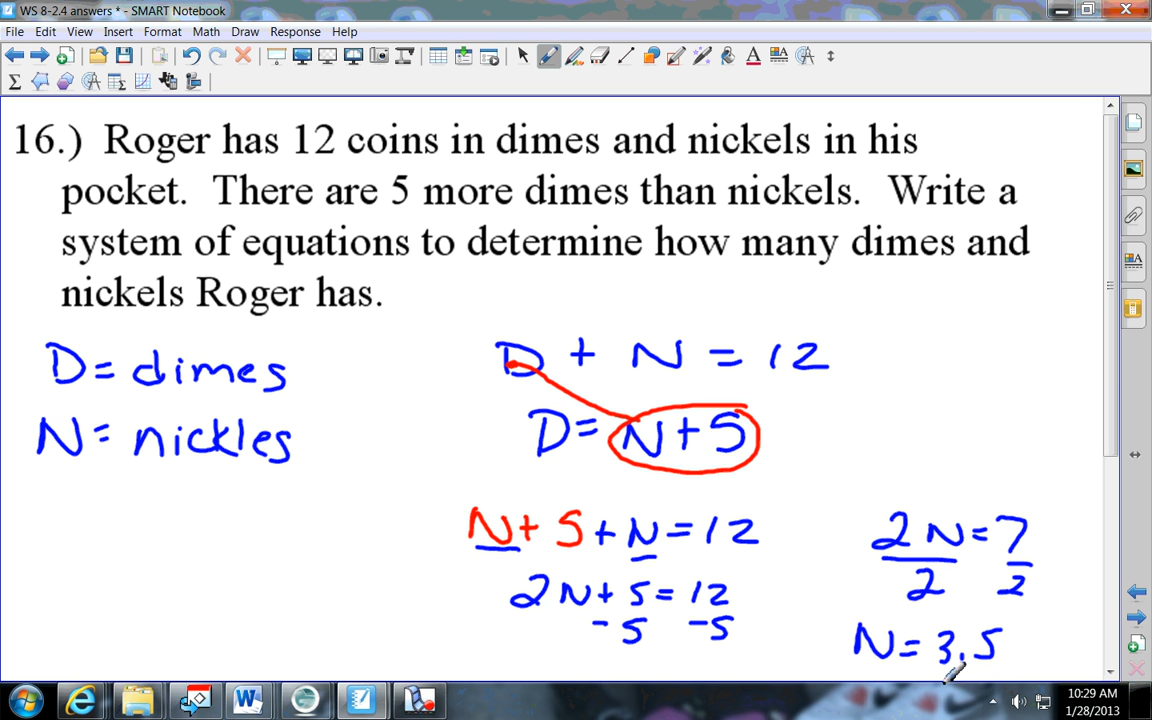 WS 8-2.4 answers * - SMART Notebook
File Edit View Insert Format Math Draw Response Help
16.) Roger has 12 coins in dimes and nickels in his
pocket. There are 5 more dimes than nickels. Write a
system of equations to determine how many dimes and
nickels Roger has.
D = dimes
N = nickles
D + N = 12
D = N + 5
N + 5 + N = 12
2N + 5 = 12
- 5 - 5
2N = 7
2 2
N = 3.5
10:29 AM
1/28/2013